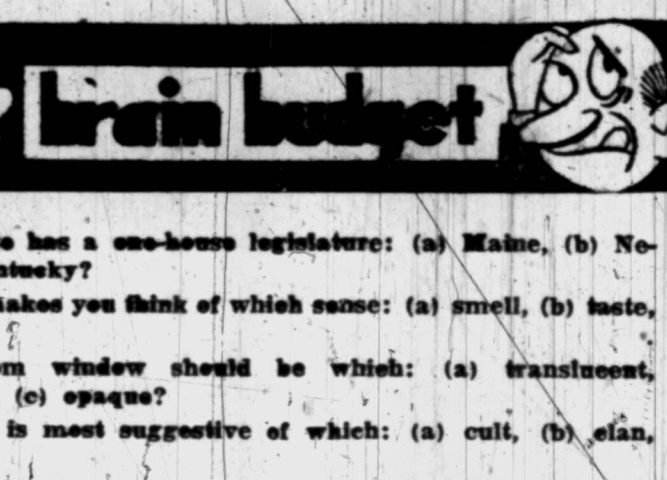 brain budget
has a one-house legislature: (a) Maine, (b) Ne-
ntucky?
makes you think of which sense: (a) smell, (b) taste,
om window should be which: (a) translucent,
(c) opaque?
is most suggestive of which: (a) cult, (b) elan,